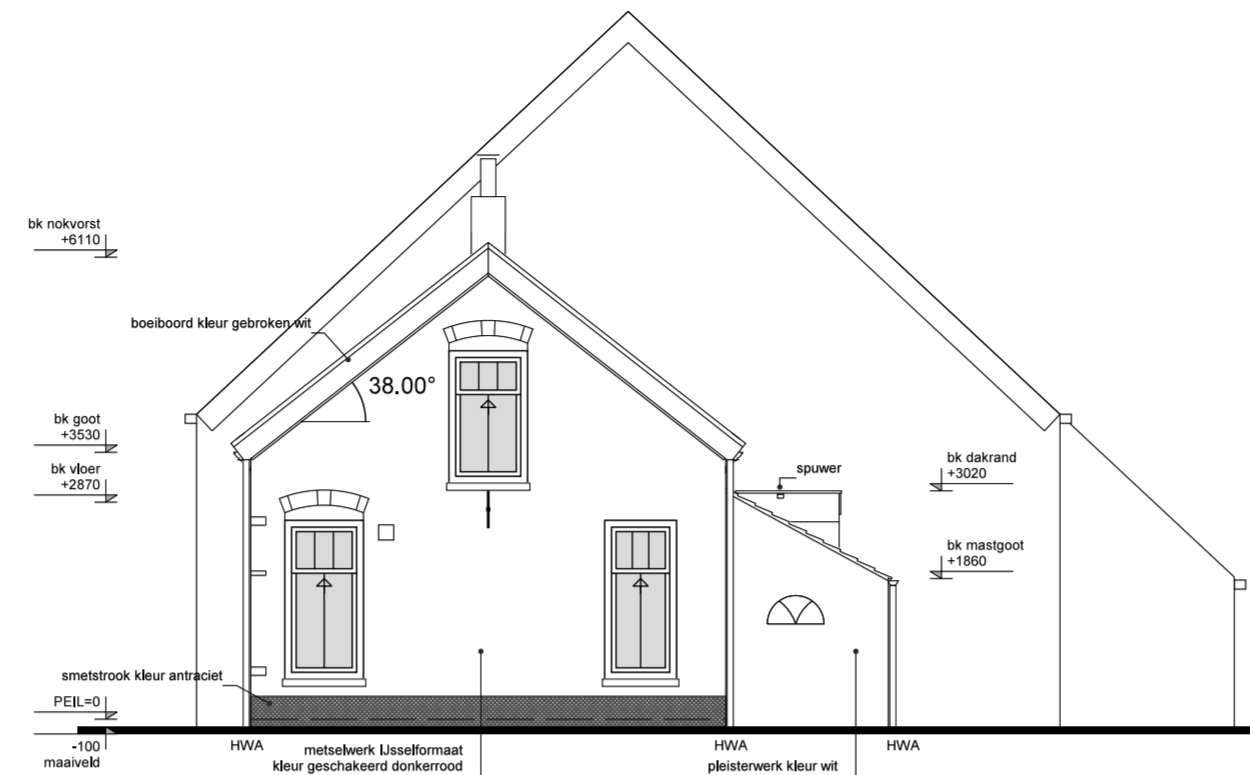 bk nokvorst
+6110
boeiboord kleur gebroken wit
38.00°
bk goot
+3530
bk vloer
+2870
spuwer
bk dakrand
+3020
bk mastgoot
+1860
smetstrook kleur antraciet
PEIL=0
-100
maaiveld
HWA
metselwerk IJsselformaat
kleur geschakeerd donkerrood
HWA
pleisterwerk kleur wit
HWA